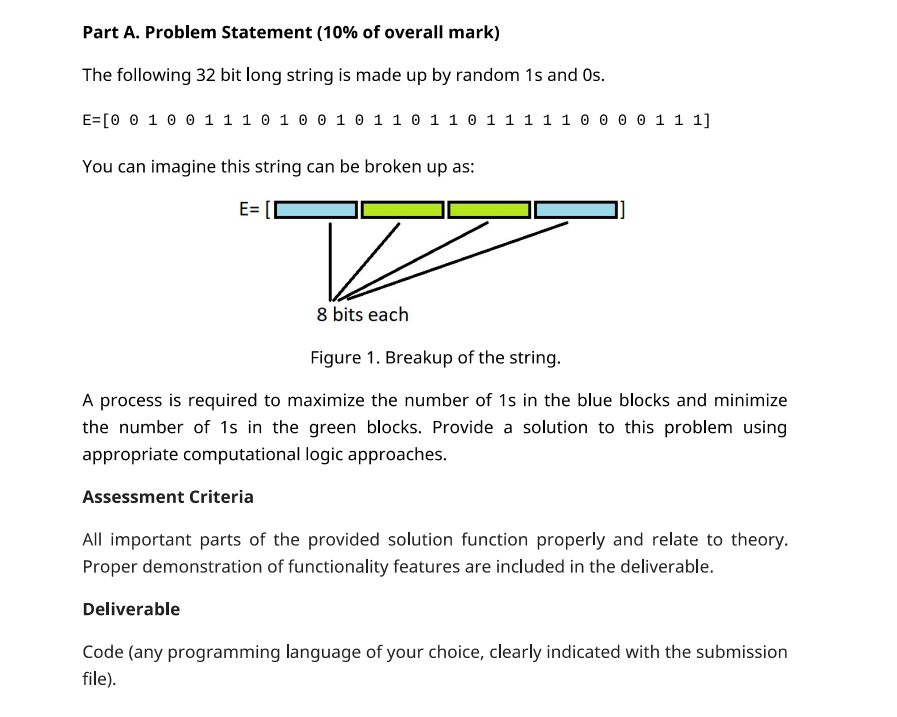 Part A. Problem Statement (10% of overall mark)
The following 32 bit long string is made up by random 1s and 0s.
E=[0 0 1 0 0 1 1 1 0 1 0 0 1 0 1 1 0 1 1 0 1 1 1 1 1 0 0 0 0 1 1 1]
You can imagine this string can be broken up as:
E= [ ]
8 bits each
Figure 1. Breakup of the string.
A process is required to maximize the number of 1s in the blue blocks and minimize
the number of 1s in the green blocks. Provide a solution to this problem using
appropriate computational logic approaches.
Assessment Criteria
All important parts of the provided solution function properly and relate to theory.
Proper demonstration of functionality features are included in the deliverable.
Deliverable
Code (any programming language of your choice, clearly indicated with the submission
file).